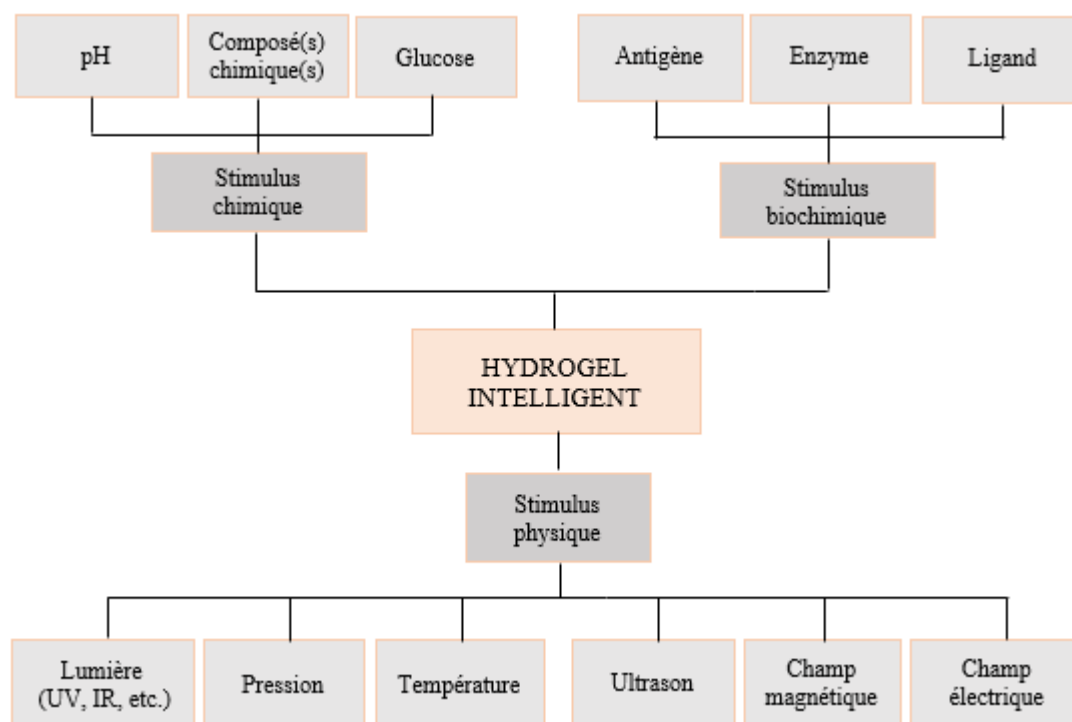 pH
Composé(s)
chimique(s)
Glucose
Antigène
Enzyme
Ligand
Stimulus
chimique
Stimulus
biochimique
HYDROGEL
INTELLIGENT
Stimulus
physique
Lumière
(UV, IR, etc.)
Pression
Température
Ultrason
Champ
magnétique
Champ
électrique